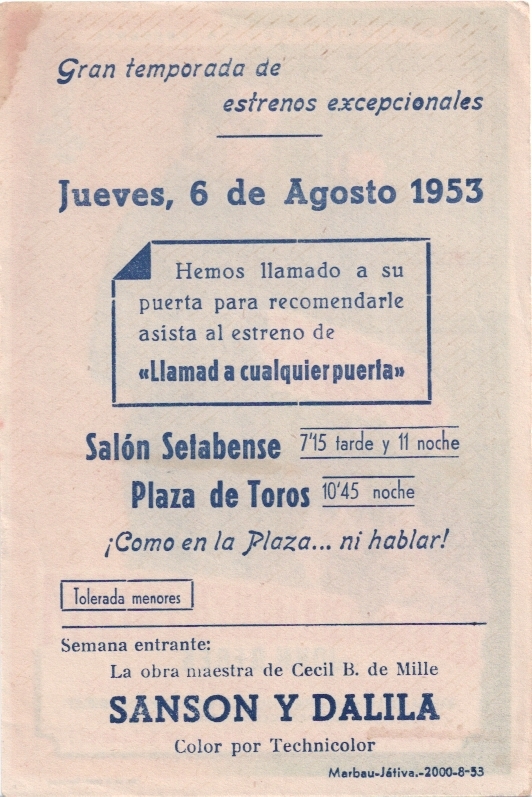 Gran temporada de
estrenos excepcionales
Jueves, 6 de Agosto 1953
Hemos llamado a su
puerta para recomendarle
asista al estreno de
«Llamad a cualquier puerta»
Salón Setabense 7'15 tarde y 11 noche
Plaza de Toros 10'45 noche
¡Como en la Plaza... ni hablar!
Tolerada menores
Semana entrante:
La obra maestra de Cecil B. de Mille
SANSON Y DALILA
Color por Technicolor
Marbau-Játiva.-2000-8-53